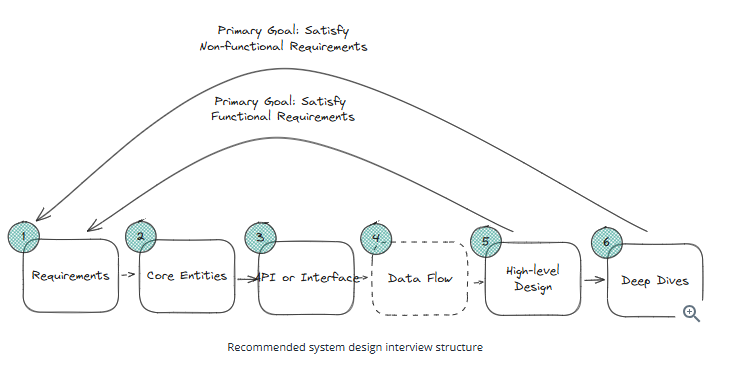 Primary Goal: Satisfy
Non-functional Requirements
Primary Goal: Satisfy
Functional Requirements
1
2
3
4
5
6
Requirements
Core Entities
API or Interface
Data Flow
High-level
Design
Deep Dives
Recommended system design interview structure